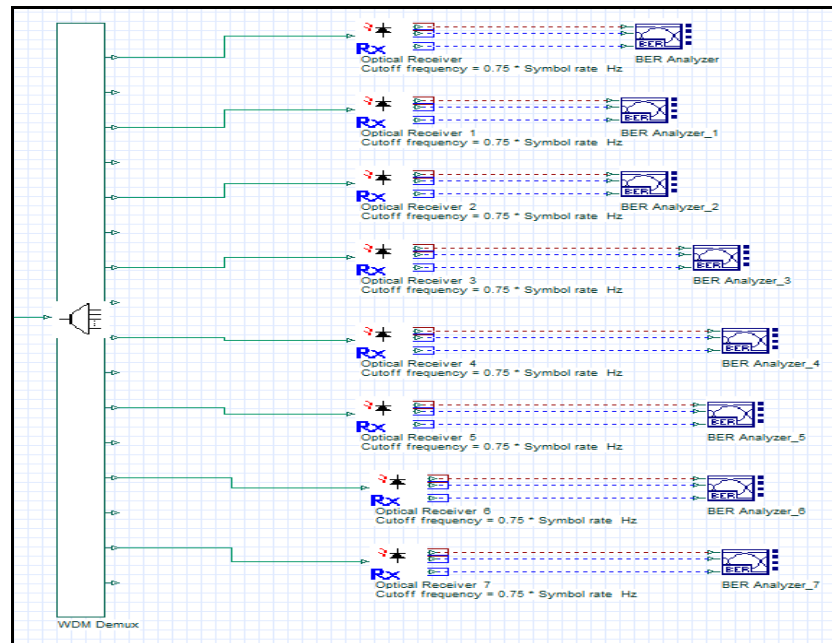 Rx
BER
Optical Receiver
BER Analyzer
Cutoff frequency = 0.75 * Symbol rate Hz
Rx
BER
Optical Receiver 1
BER Analyzer_1
Cutoff frequency = 0.75 * Symbol rate Hz
Rx
BER
Optical Receiver 2
BER Analyzer_2
Cutoff frequency = 0.75 * Symbol rate Hz
Rx
BER
Optical Receiver 3
BER Analyzer_3
Cutoff frequency = 0.75 * Symbol rate Hz
Rx
BER
Optical Receiver 4
BER Analyzer_4
Cutoff frequency = 0.75 * Symbol rate Hz
Rx
BER
Optical Receiver 5
BER Analyzer_5
Cutoff frequency = 0.75 * Symbol rate Hz
Rx
BER
Optical Receiver 6
BER Analyzer_6
Cutoff frequency = 0.75 * Symbol rate Hz
Rx
BER
Optical Receiver 7
BER Analyzer_7
Cutoff frequency = 0.75 * Symbol rate Hz
WDM Demux